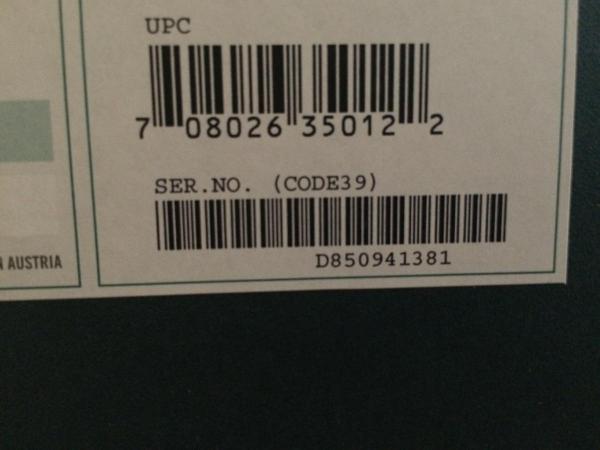 UPC
7 08026 35012 2
SER.NO. (CODE39)
D850941381
AUSTRIA